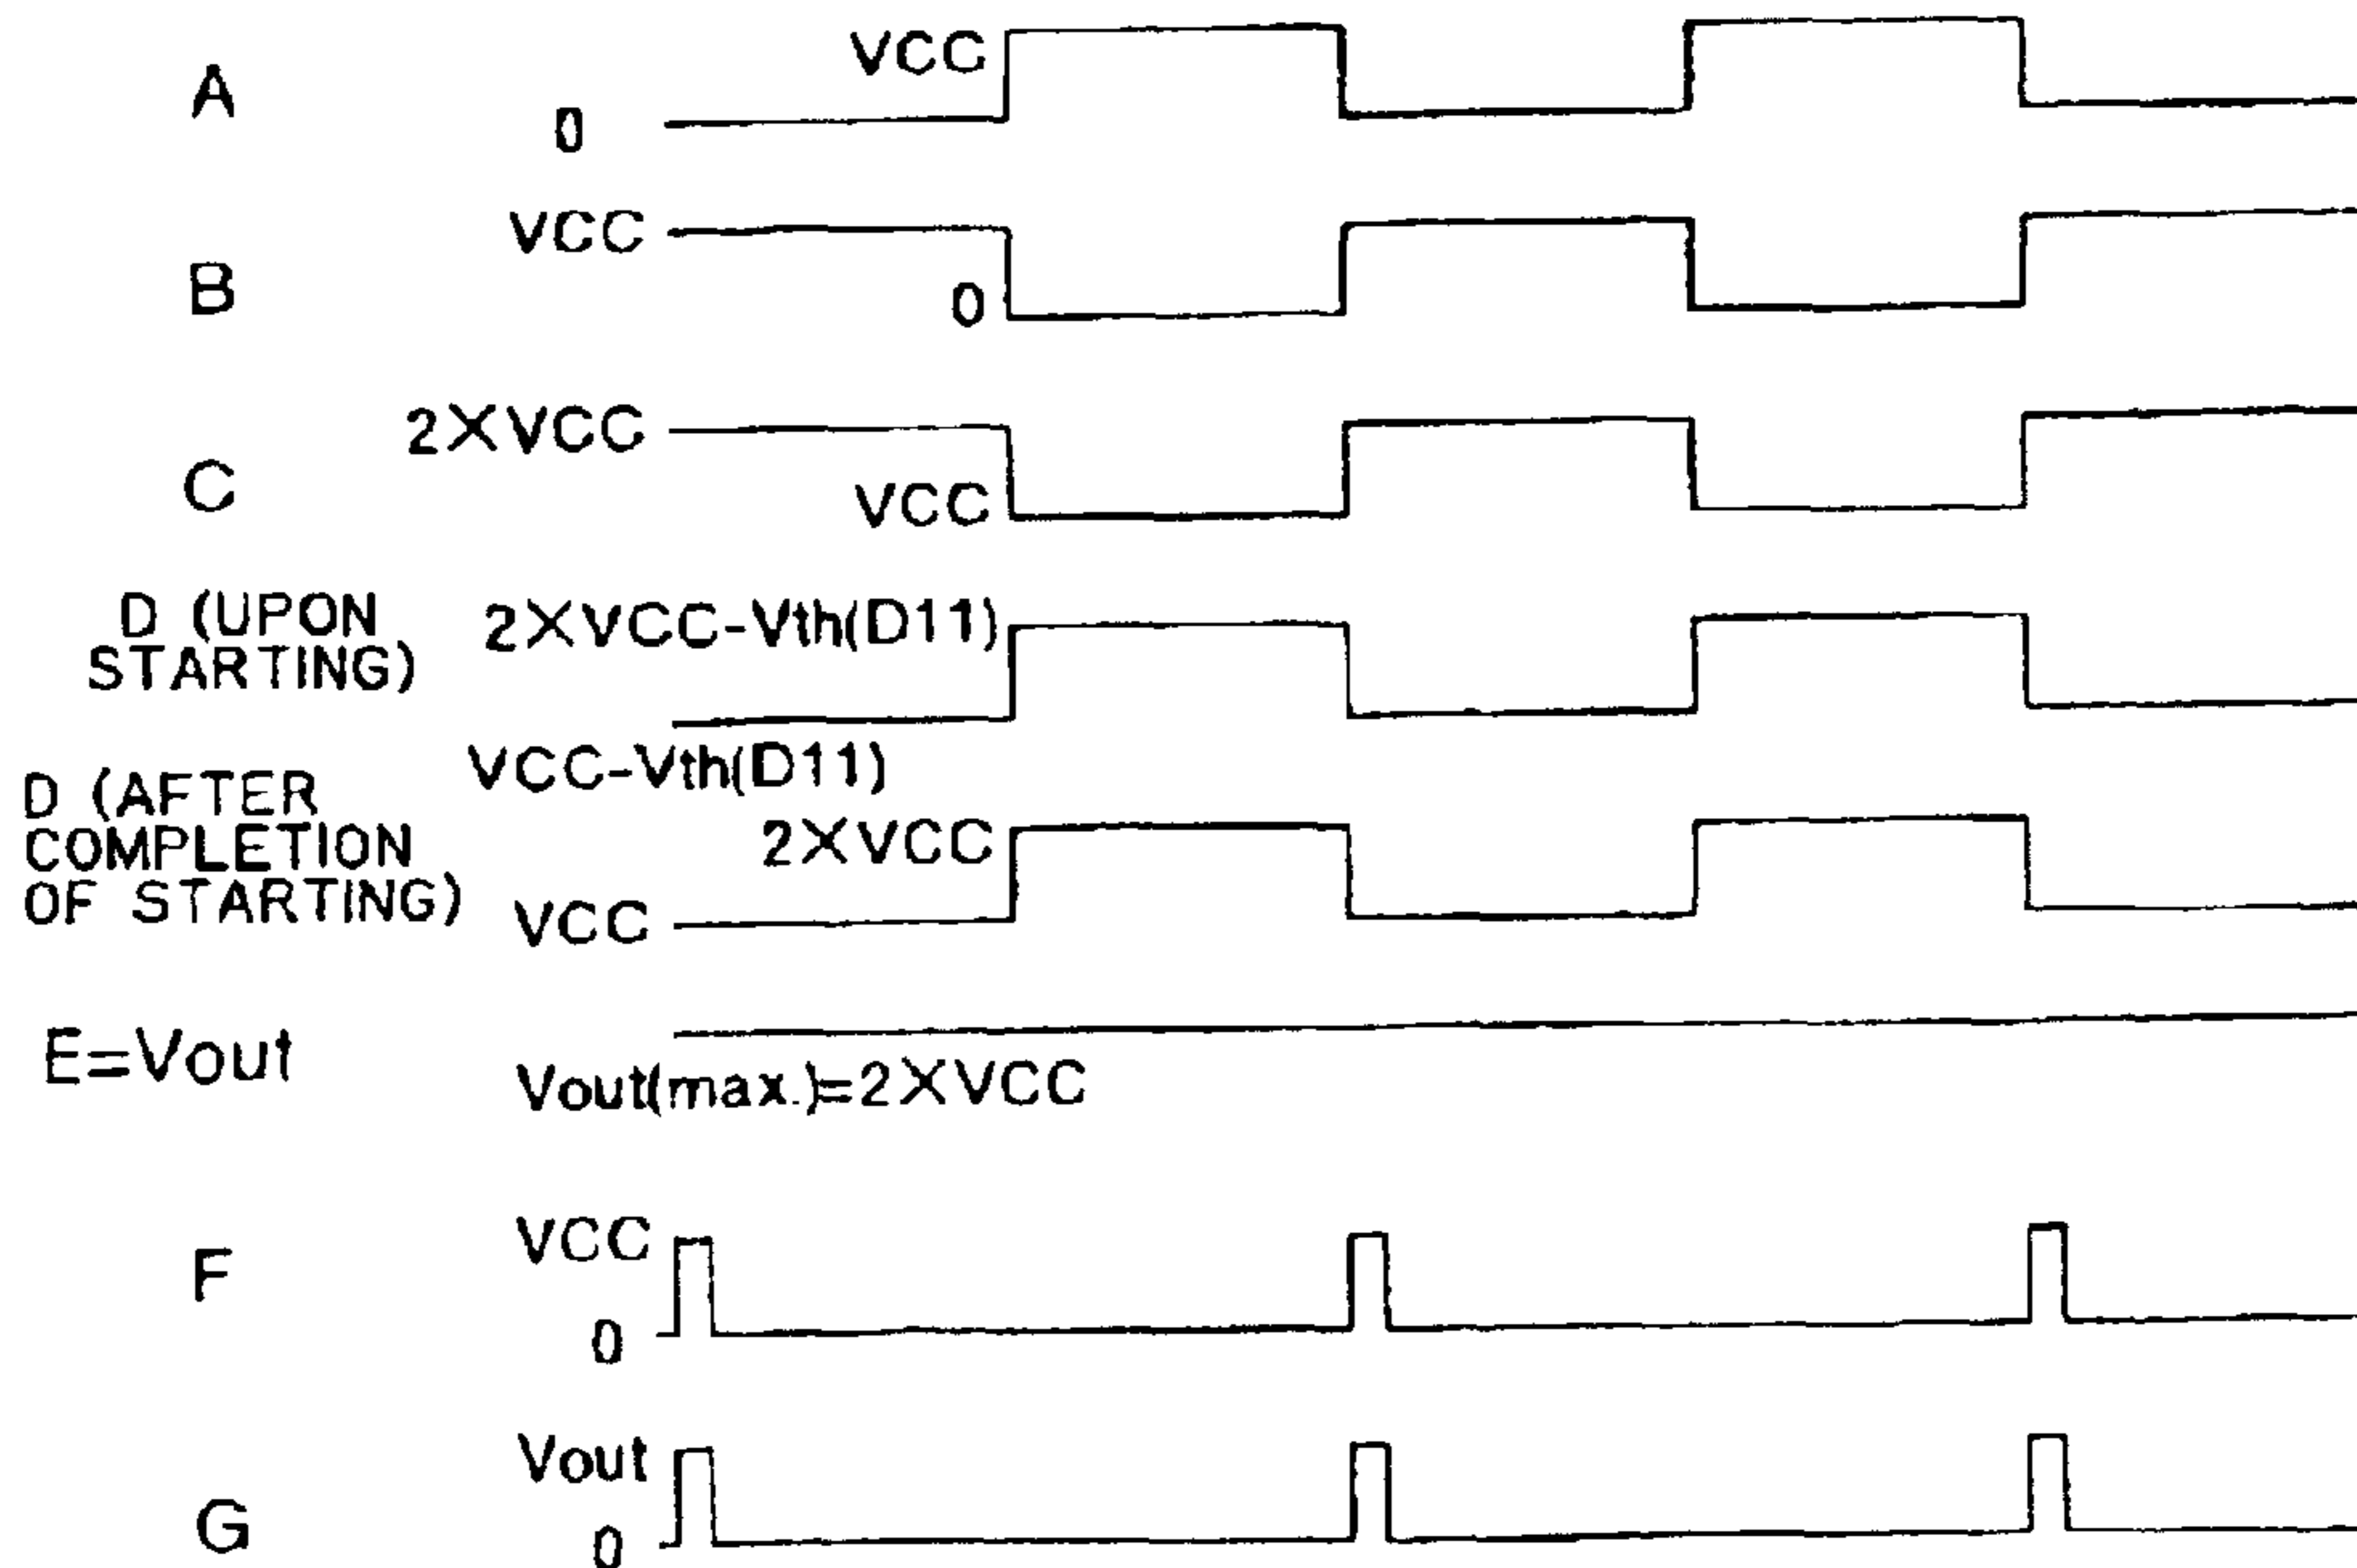 A
VCC
0
B
VCC
0
C
2XVCC
VCC
D (UPON
STARTING)
2XVCC-Vth(D11)
VCC-Vth(D11)
D (AFTER
COMPLETION
OF STARTING)
2XVCC
VCC
E=Vout
Vout(max.)=2XVCC
F
VCC
0
G
Vout
0